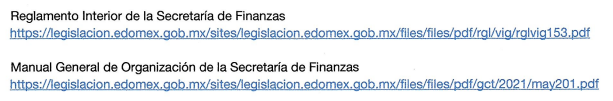 Reglamento Interior de la Secretaría de Finanzas
https://legislacion.edomex.gob.mx/sites/legislacion.edomex.gob.mx/files/files/pdf/rgl/vig/rglvig153.pdf
Manual General de Organización de la Secretaría de Finanzas
https://legislacion.edomex.gob.mx/sites/legislacion.edomex.gob.mx/files/files/pdf/gct/2021/may201.pdf